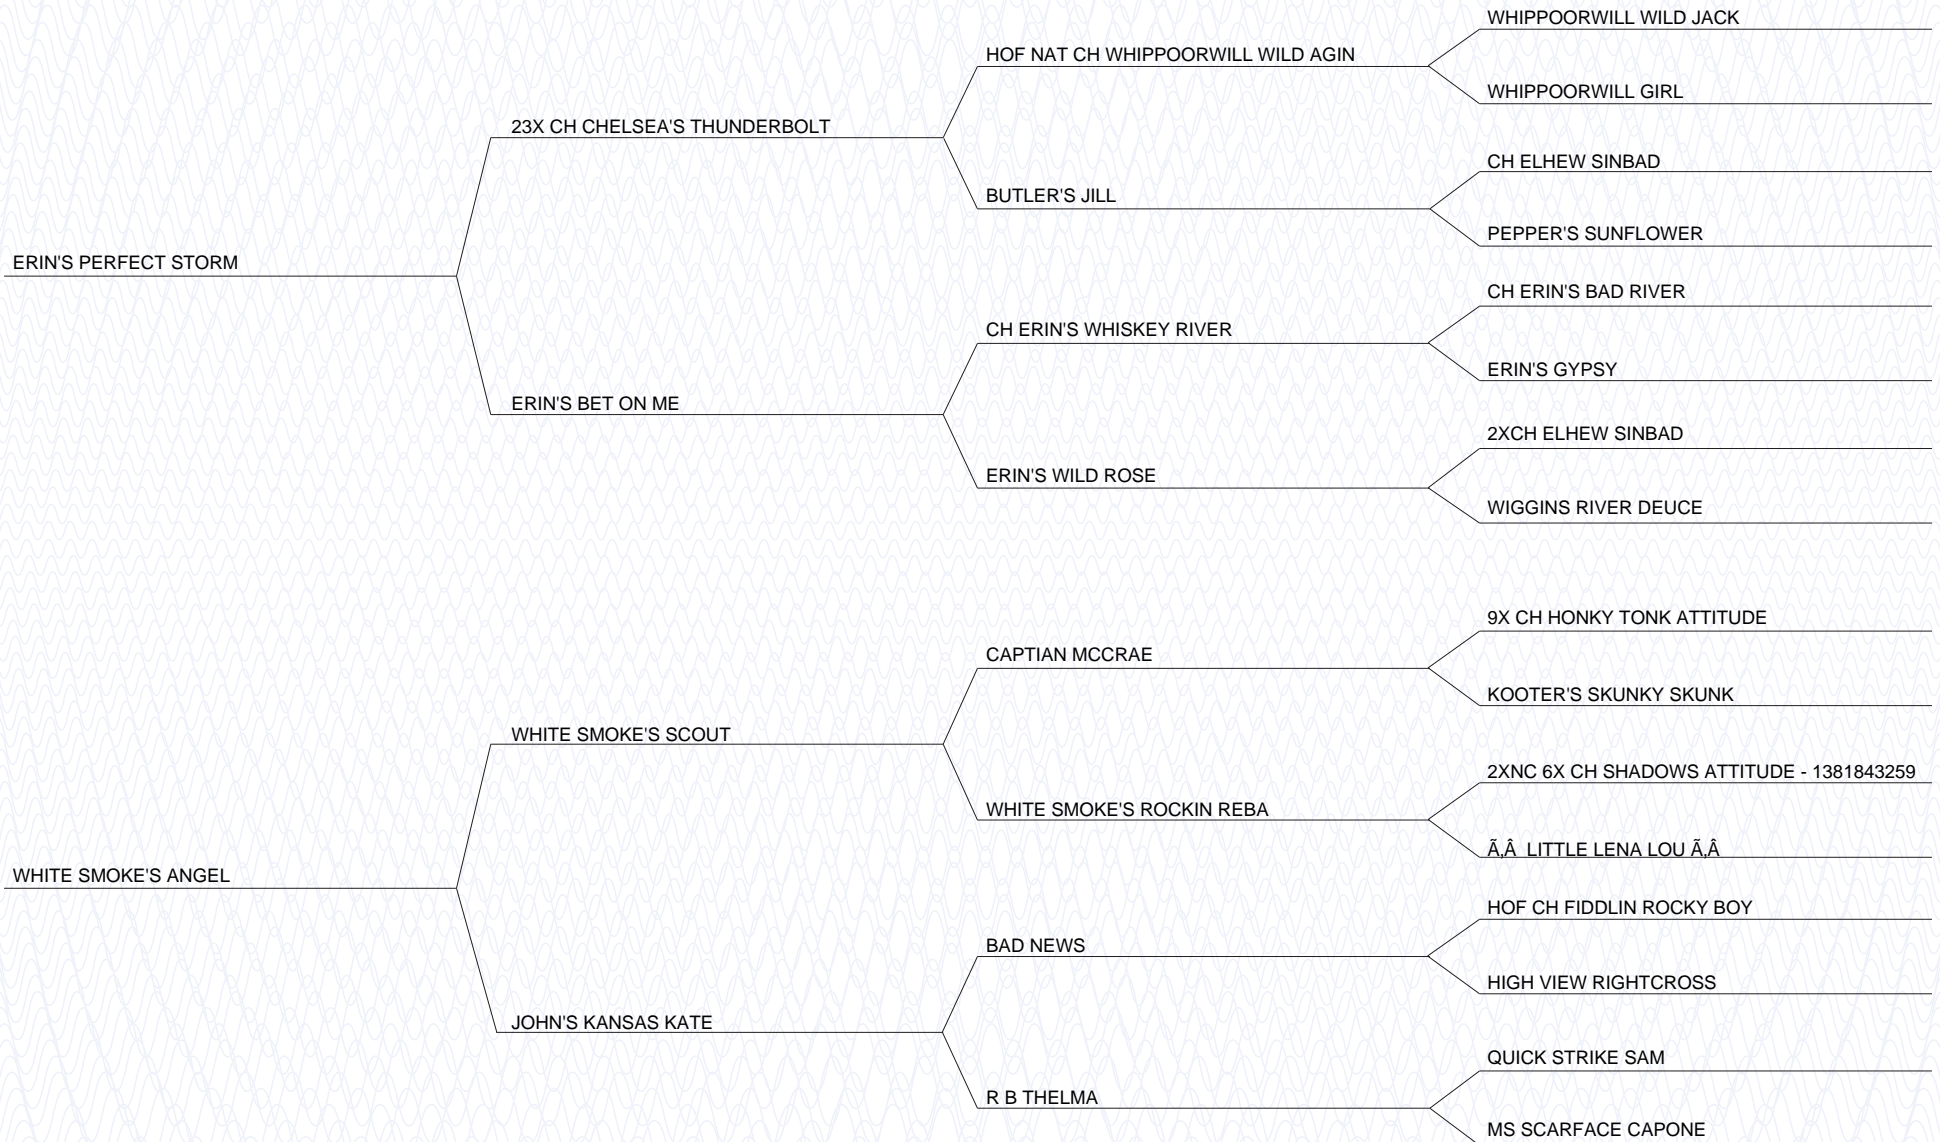 WHIPPOORWILL WILD JACK
HOF NAT CH WHIPPOORWILL WILD AGIN
WHIPPOORWILL GIRL
23X CH CHELSEA'S THUNDERBOLT
CH ELHEW SINBAD
BUTLER'S JILL
PEPPER'S SUNFLOWER
ERIN'S PERFECT STORM
CH ERIN'S BAD RIVER
CH ERIN'S WHISKEY RIVER
ERIN'S GYPSY
ERIN'S BET ON ME
2XCH ELHEW SINBAD
ERIN'S WILD ROSE
WIGGINS RIVER DEUCE
9X CH HONKY TONK ATTITUDE
CAPTIAN MCCRAE
KOOTER'S SKUNKY SKUNK
WHITE SMOKE'S SCOUT
2XNC 6X CH SHADOWS ATTITUDE - 1381843259
WHITE SMOKE'S ROCKIN REBA
Ã‚Â  LITTLE LENA LOU Ã‚Â
WHITE SMOKE'S ANGEL
HOF CH FIDDLIN ROCKY BOY
BAD NEWS
HIGH VIEW RIGHTCROSS
JOHN'S KANSAS KATE
QUICK STRIKE SAM
R B THELMA
MS SCARFACE CAPONE